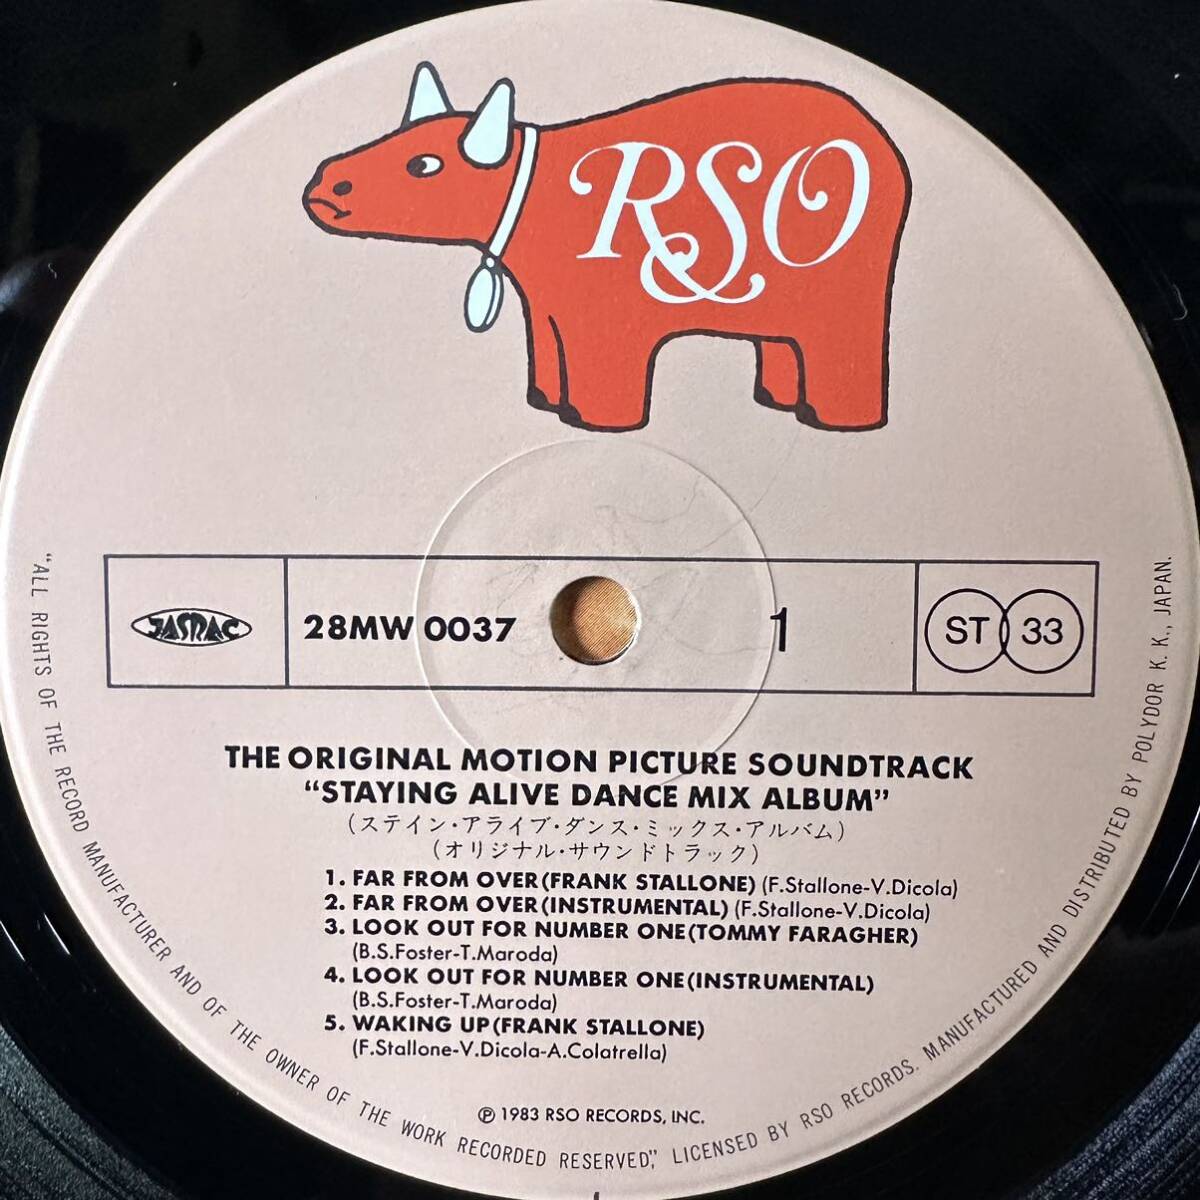 RSO
JASRAC
28MW 0037
1
ST 33
THE ORIGINAL MOTION PICTURE SOUNDTRACK
“STAYING ALIVE DANCE MIX ALBUM”
(ステイン・アライブ・ダンス・ミックス・アルバム)
(オリジナル・サウンドトラック)
1. FAR FROM OVER (FRANK STALLONE) (F.Stallone-V.Dicola)
2. FAR FROM OVER (INSTRUMENTAL) (F.Stallone-V.Dicola)
3. LOOK OUT FOR NUMBER ONE (TOMMY FARAGHER)
(B.S.Foster-T.Maroda)
4. LOOK OUT FOR NUMBER ONE (INSTRUMENTAL)
(B.S.Foster-T.Maroda)
5. WAKING UP (FRANK STALLONE)
(F.Stallone-V.Dicola-A.Colatrella)
℗ 1983 RSO RECORDS, INC.
“ALL RIGHTS OF THE RECORD MANUFACTURER AND OF THE OWNER OF THE WORK RECORDED RESERVED,” LICENSED BY RSO RECORDS. MANUFACTURED AND DISTRIBUTED BY POLYDOR K. K., JAPAN.